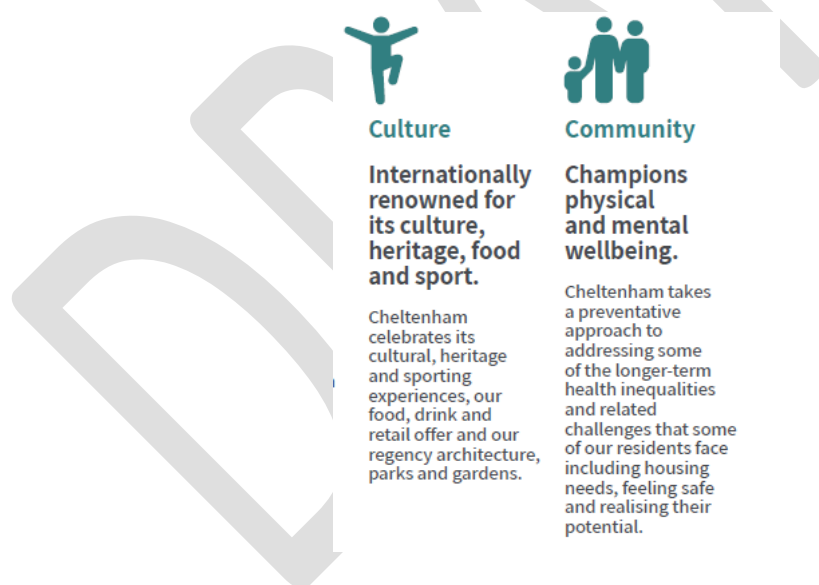 Culture
Internationally
renowned for
its culture,
heritage, food
and sport.
Cheltenham
celebrates its
cultural, heritage
and sporting
experiences, our
food, drink and
retail offer and our
regency architecture,
parks and gardens.
Community
Champions
physical
and mental
wellbeing.
Cheltenham takes
a preventative
approach to
addressing some
of the longer-term
health inequalities
and related
challenges that some
of our residents face
including housing
needs, feeling safe
and realising their
potential.